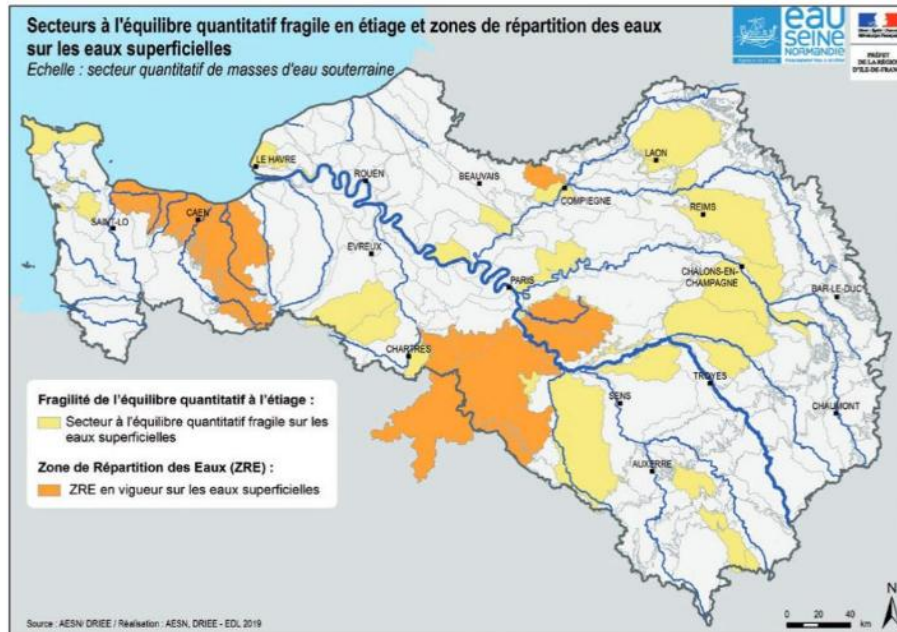 Secteurs à l'équilibre quantitatif fragile en étiage et zones de répartition des eaux
sur les eaux superficielles
Echelle : secteur quantitatif de masses d'eau souterraine
eau
SEINE
NORMANDIE
PRÉFET
DE LA RÉGION
LE HAVRE
ROUEN
BEAUVAIS
LAON
COMPIEGNE
REIMS
CAEN
SAINT-LO
EVREUX
PARIS
CHALONS-EN-
CHAMPAGNE
BAR-LE-DUC
CHARTRES
TROYES
SENS
CHAUMONT
AUXERRE
Fragilité de l'équilibre quantitatif à l'étiage :
Secteur à l'équilibre quantitatif fragile sur les
eaux superficielles
Zone de Répartition des Eaux (ZRE) :
ZRE en vigueur sur les eaux superficielles
Source : AESN/ DRIEE / Réalisation : AESN, DRIEE - EDL 2019
N
0 20 40
km